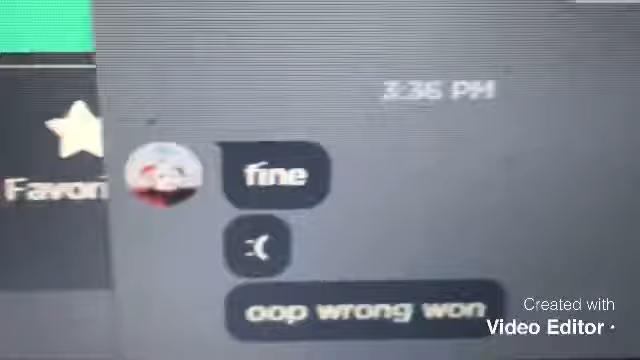 3:36 PM
fine
Favori
:(
oop wrong won
Created with
Video Editor